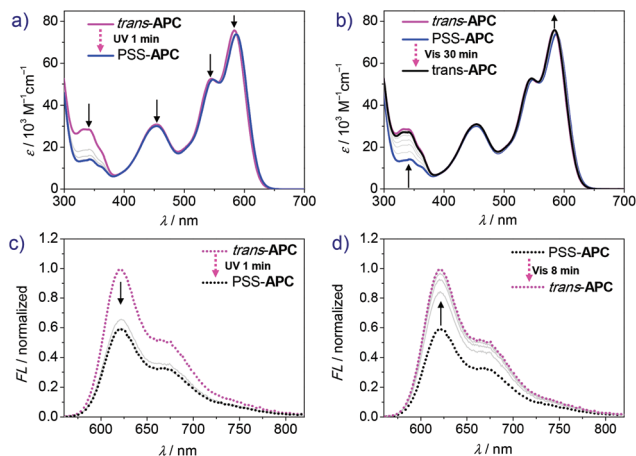 a)
trans-APC
UV 1 min
PSS-APC
ε / 10³ M⁻¹cm⁻¹
80
60
40
20
0
300 400 500 600 700
λ / nm
b)
trans-APC
PSS-APC
Vis 30 min
trans-APC
ε / 10³ M⁻¹cm⁻¹
80
60
40
20
0
300 400 500 600 700
λ / nm
c)
trans-APC
UV 1 min
PSS-APC
FL / normalized
1.2
1.0
0.8
0.6
0.4
0.2
0.0
600 650 700 750 800
λ / nm
d)
PSS-APC
Vis 8 min
trans-APC
FL / normalized
1.2
1.0
0.8
0.6
0.4
0.2
0.0
600 650 700 750 800
λ / nm